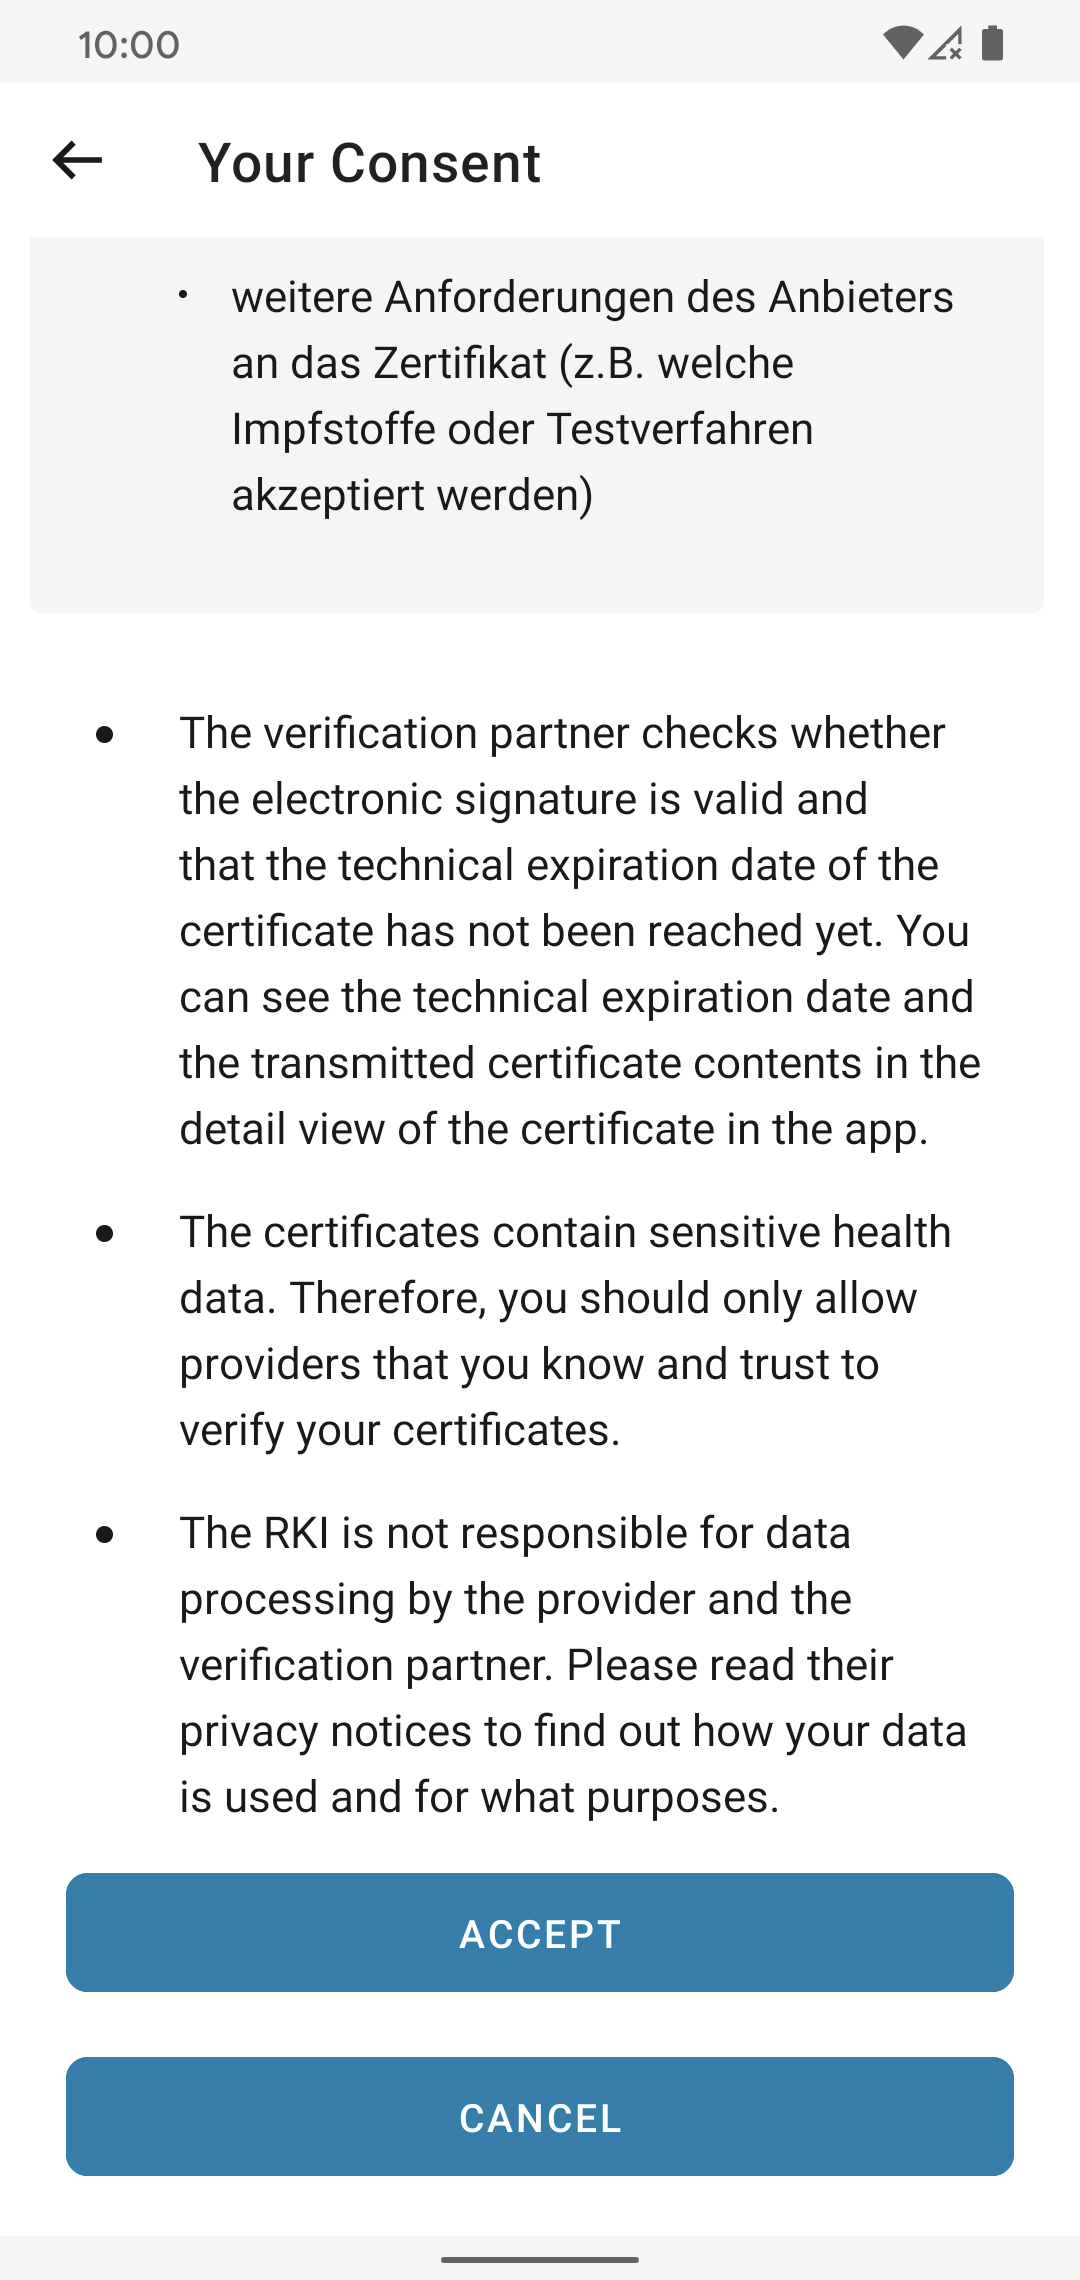 10:00
Your Consent
• weitere Anforderungen des Anbieters
an das Zertifikat (z.B. welche
Impfstoffe oder Testverfahren
akzeptiert werden)
• The verification partner checks whether
the electronic signature is valid and
that the technical expiration date of the
certificate has not been reached yet. You
can see the technical expiration date and
the transmitted certificate contents in the
detail view of the certificate in the app.
• The certificates contain sensitive health
data. Therefore, you should only allow
providers that you know and trust to
verify your certificates.
• The RKI is not responsible for data
processing by the provider and the
verification partner. Please read their
privacy notices to find out how your data
is used and for what purposes.
ACCEPT
CANCEL